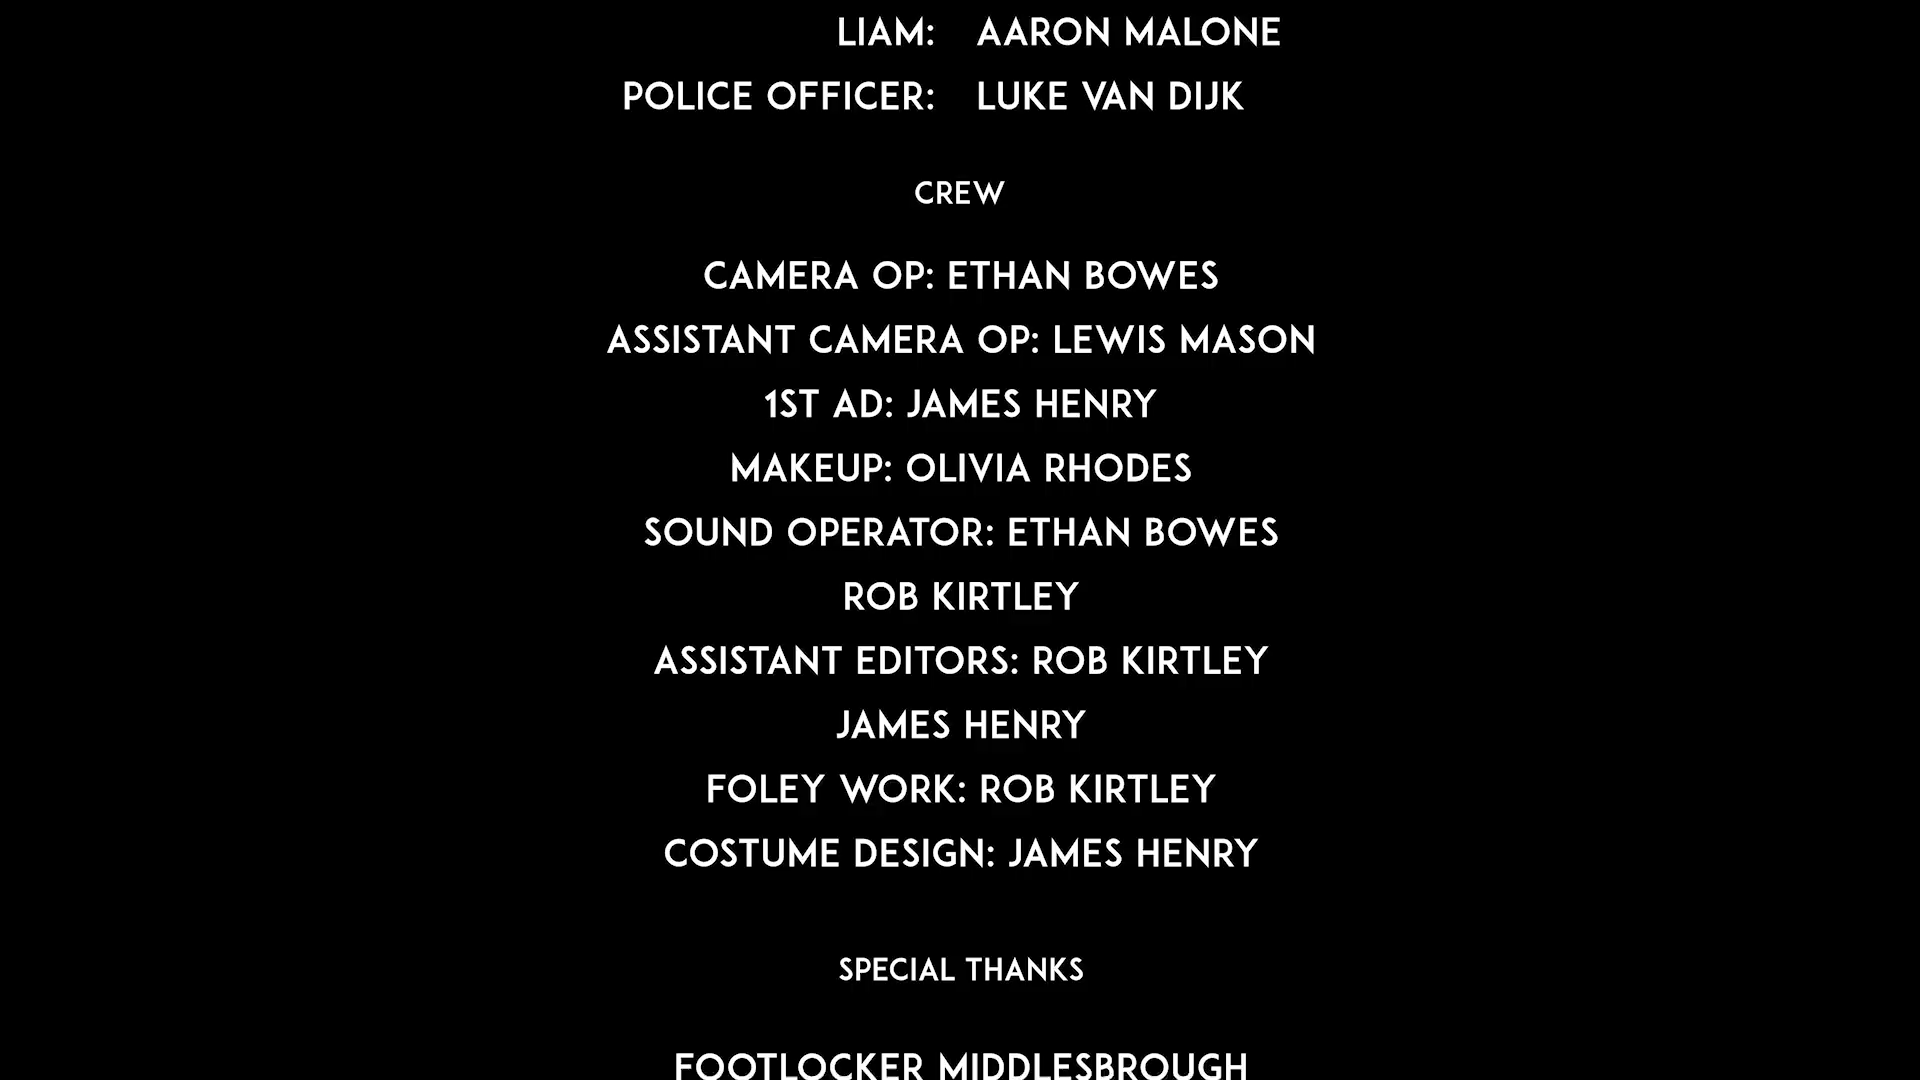 LIAM: AARON MALONE
POLICE OFFICER: LUKE VAN DIJK
CREW
CAMERA OP: ETHAN BOWES
ASSISTANT CAMERA OP: LEWIS MASON
1ST AD: JAMES HENRY
MAKEUP: OLIVIA RHODES
SOUND OPERATOR: ETHAN BOWES
ROB KIRTLEY
ASSISTANT EDITORS: ROB KIRTLEY
JAMES HENRY
FOLEY WORK: ROB KIRTLEY
COSTUME DESIGN: JAMES HENRY
SPECIAL THANKS
FOOTLOCKER MIDDLESBROUGH